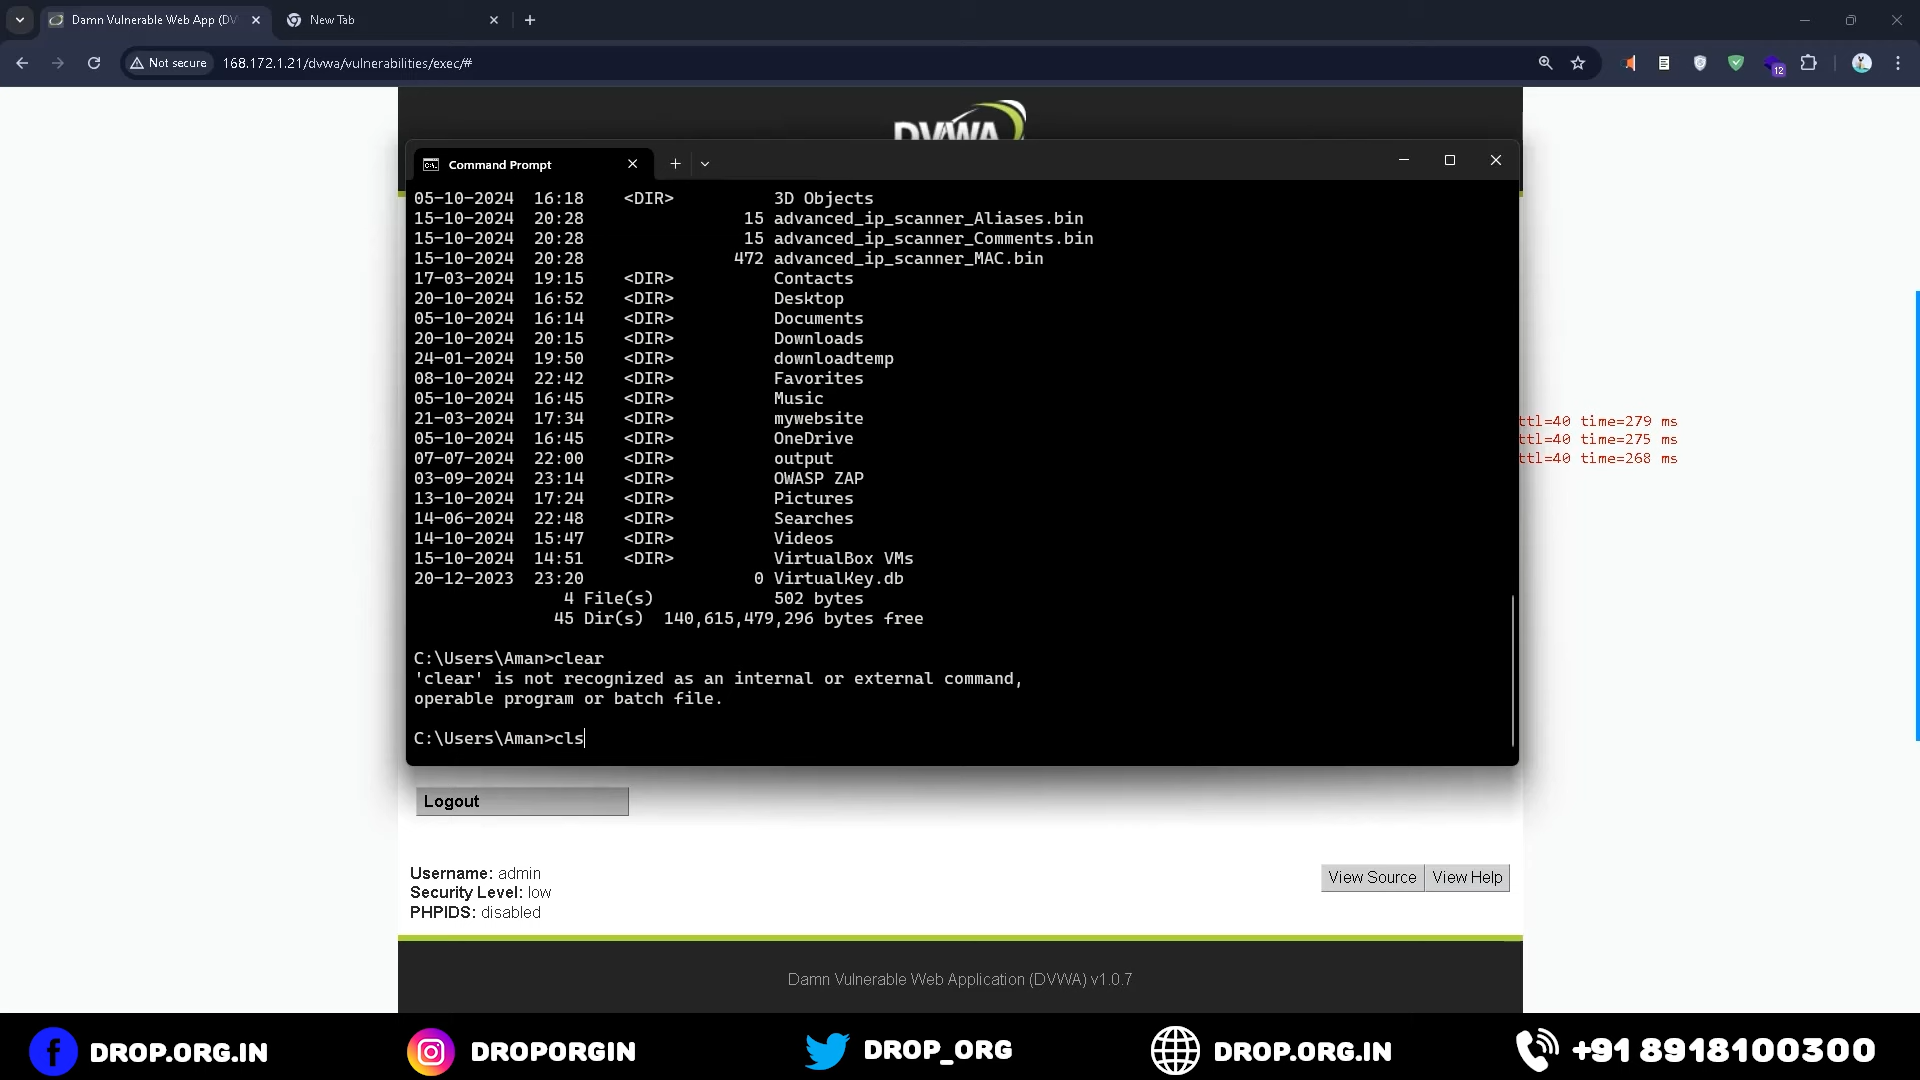 Damn Vulnerable Web App (DV
New Tab
Not secure
168.172.1.21/dvwa/vulnerabilities/exec/#
12
DVWA
Command Prompt
05-10-2024  16:18    <DIR>          3D Objects
15-10-2024  20:28                15 advanced_ip_scanner_Aliases.bin
15-10-2024  20:28                15 advanced_ip_scanner_Comments.bin
15-10-2024  20:28               472 advanced_ip_scanner_MAC.bin
17-03-2024  19:15    <DIR>          Contacts
20-10-2024  16:52    <DIR>          Desktop
05-10-2024  16:14    <DIR>          Documents
20-10-2024  20:15    <DIR>          Downloads
24-01-2024  19:50    <DIR>          downloadtemp
08-10-2024  22:42    <DIR>          Favorites
05-10-2024  16:45    <DIR>          Music
21-03-2024  17:34    <DIR>          mywebsite
05-10-2024  16:45    <DIR>          OneDrive
07-07-2024  22:00    <DIR>          output
03-09-2024  23:14    <DIR>          OWASP ZAP
13-10-2024  17:24    <DIR>          Pictures
14-06-2024  22:48    <DIR>          Searches
14-10-2024  15:47    <DIR>          Videos
15-10-2024  14:51    <DIR>          VirtualBox VMs
20-12-2023  23:20                 0 VirtualKey.db
4 File(s)            502 bytes
45 Dir(s)  140,615,479,296 bytes free
C:\Users\Aman>clear
'clear' is not recognized as an internal or external command,
operable program or batch file.
C:\Users\Aman>cls
ttl=40 time=279 ms
ttl=40 time=275 ms
ttl=40 time=268 ms
Logout
Username: admin
Security Level: low
PHPIDS: disabled
View Source
View Help
Damn Vulnerable Web Application (DVWA) v1.0.7
DROP.ORG.IN
DROPORGIN
DROP_ORG
DROP.ORG.IN
+91 8918100300